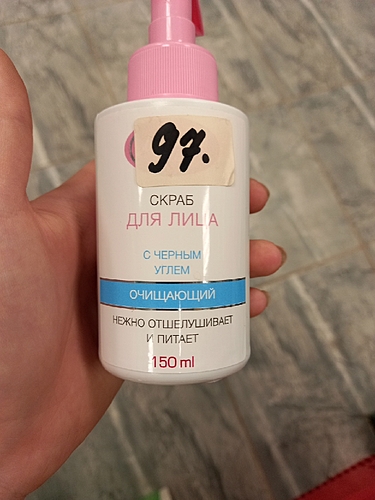 97.
СКРАБ
ДЛЯ ЛИЦА
С ЧЕРНЫМ
УГЛЕМ
ОЧИЩАЮЩИЙ
НЕЖНО ОТШЕЛУШИВАЕТ
И ПИТАЕТ
150 ml